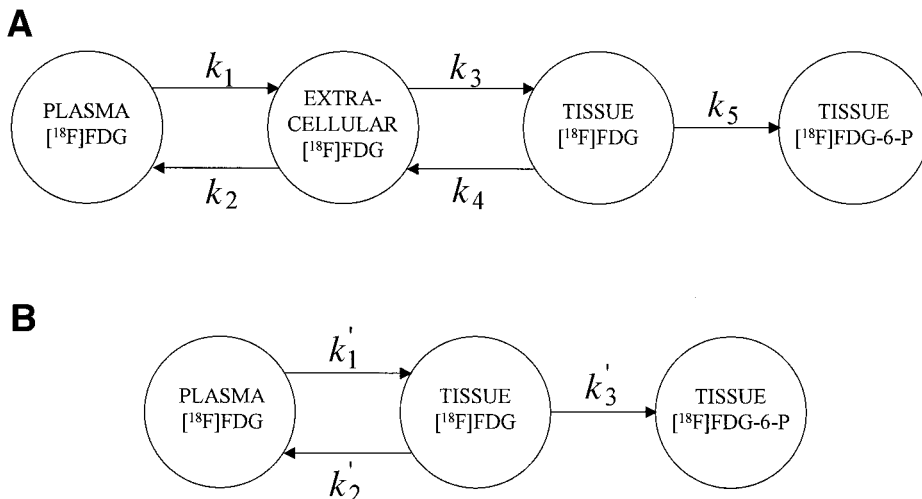 A
k1
k2
PLASMA
[18F]FDG
EXTRA-
CELLULAR
[18F]FDG
k3
k4
TISSUE
[18F]FDG
k5
TISSUE
[18F]FDG-6-P
B
k'1
k'2
PLASMA
[18F]FDG
TISSUE
[18F]FDG
k'3
TISSUE
[18F]FDG-6-P